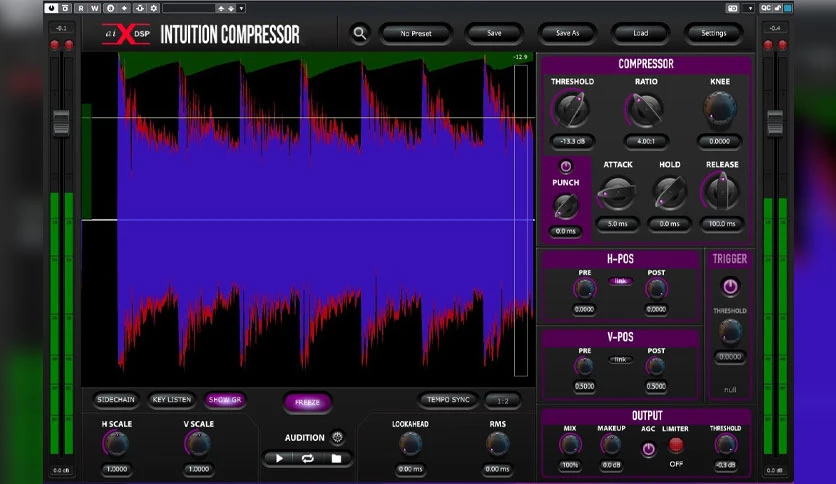 R W
QC
-0.1
aiXDSP INTUITION COMPRESSOR
No Preset
Save
Save As
Load
Settings
-0.4
-12.9
COMPRESSOR
THRESHOLD RATIO KNEE
-13.3 dB 4.00:1 0.0000
PUNCH ATTACK HOLD RELEASE
0.0 ms 5.0 ms 0.0 ms 100.0 ms
H-POS
PRE link POST
0.0000 0.0000
TRIGGER
THRESHOLD
0.0000
null
V-POS
PRE link POST
0.5000 0.5000
SIDECHAIN KEY LISTEN SHOW GR FREEZE TEMPO SYNC 1:2
H SCALE V SCALE
1.0000 1.0000
AUDITION
LOOKAHEAD RMS
0.00 ms 0.00 ms
OUTPUT
MIX MAKEUP AGC LIMITER THRESHOLD
100% 0.0 dB OFF -0.3 dB
0.0 dB
0.0 dB